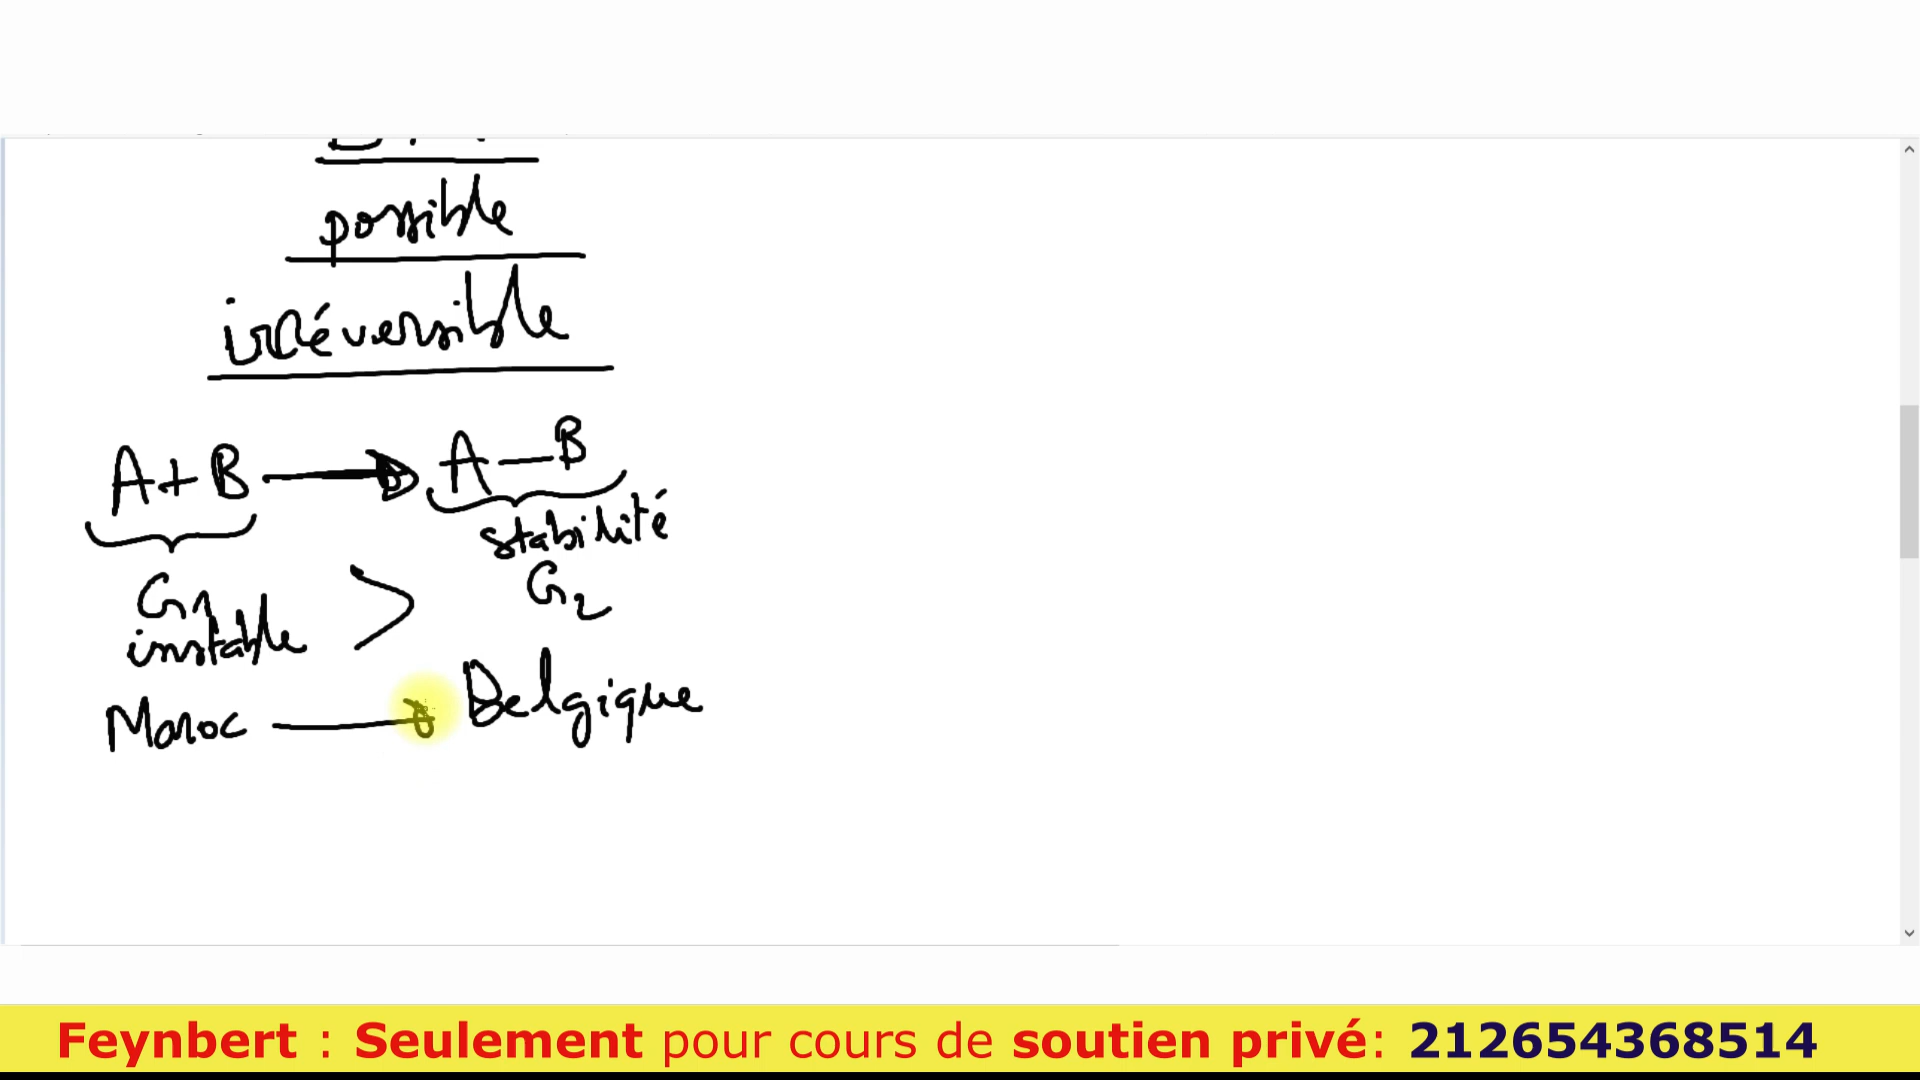 possible
irréversible
A+B → A—B
stabilité
G1 > G2
instable
Maroc → Belgique
Feynbert : Seulement pour cours de soutien privé: 212654368514